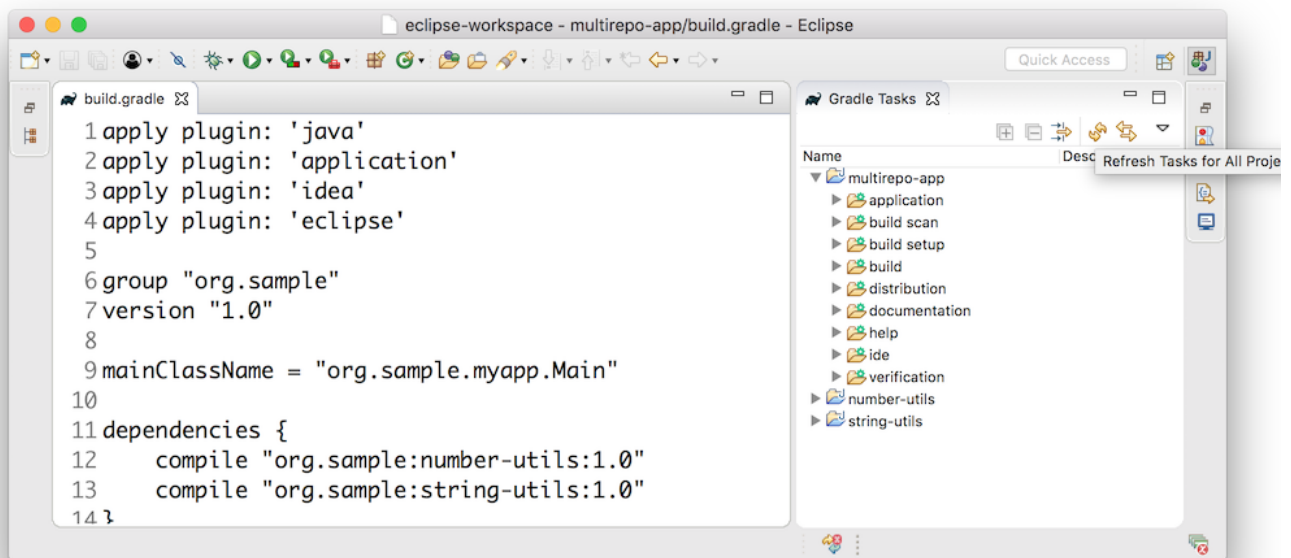 eclipse-workspace - multirepo-app/build.gradle - Eclipse
Quick Access
build.gradle
1 apply plugin: 'java'
2 apply plugin: 'application'
3 apply plugin: 'idea'
4 apply plugin: 'eclipse'
5
6 group "org.sample"
7 version "1.0"
8
9 mainClassName = "org.sample.myapp.Main"
10
11 dependencies {
12 compile "org.sample:number-utils:1.0"
13 compile "org.sample:string-utils:1.0"
14 }
Gradle Tasks
Name Desc
Refresh Tasks for All Proje
multirepo-app
application
build scan
build setup
build
distribution
documentation
help
ide
verification
number-utils
string-utils